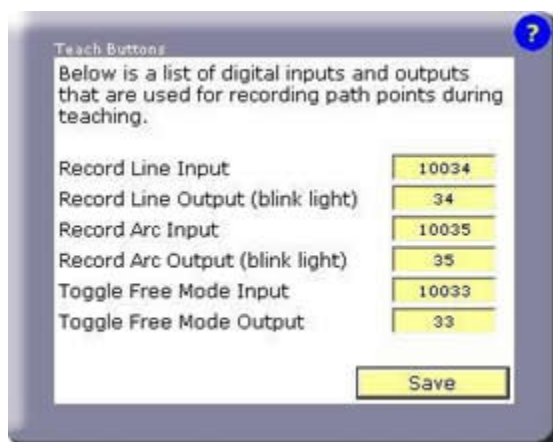 ?
Teach Buttons
Below is a list of digital inputs and outputs
that are used for recording path points during
teaching.
Record Line Input 10034
Record Line Output (blink light) 34
Record Arc Input 10035
Record Arc Output (blink light) 35
Toggle Free Mode Input 10033
Toggle Free Mode Output 33
Save